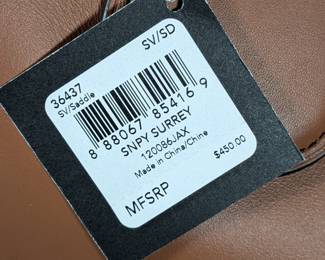 36437
SV/SD
SV/Saddle
8 88067 85416 9
SNPY SURREY
120086JAX
Made in China/Chine
MFSRP
$450.00